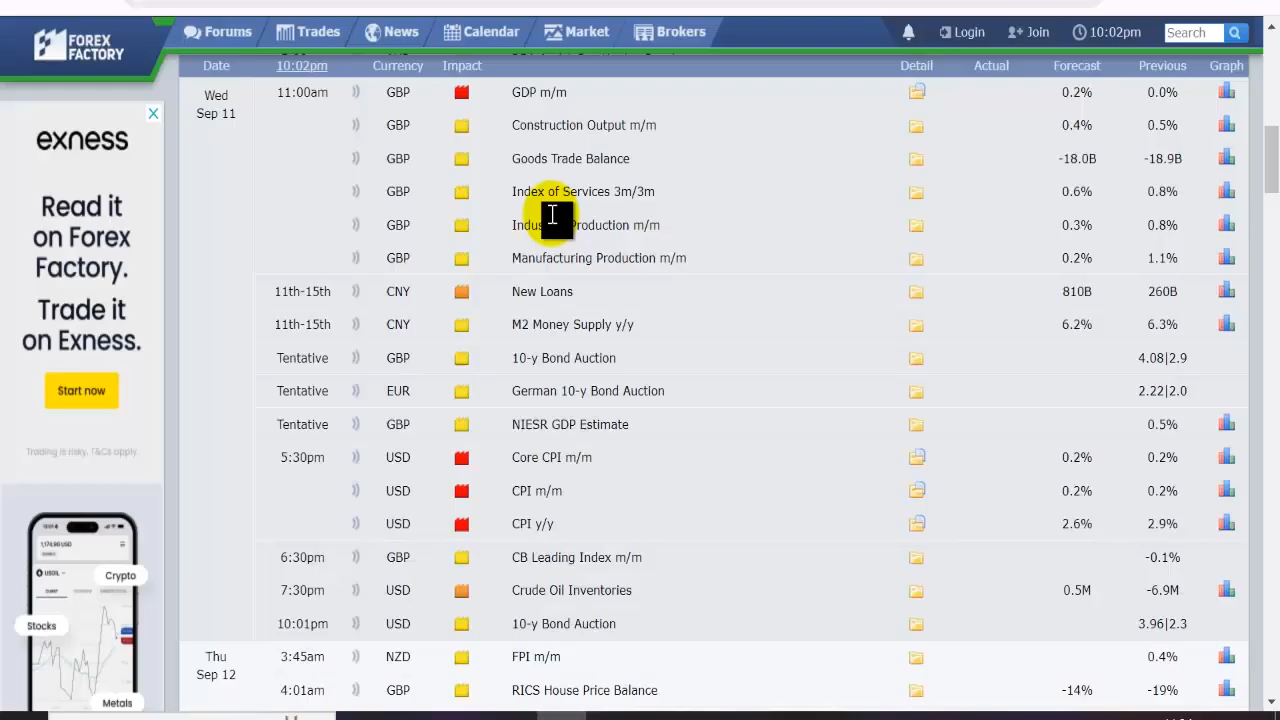 FOREX FACTORY
Forums Trades News Calendar Market Brokers Login Join 10:02pm Search
Date 10:02pm Currency Impact Detail Actual Forecast Previous Graph
Wed Sep 11 11:00am GBP GDP m/m 0.2% 0.0%
GBP Construction Output m/m 0.4% 0.5%
GBP Goods Trade Balance -18.0B -18.9B
GBP Index of Services 3m/3m 0.6% 0.8%
GBP Production m/m 0.3% 0.8%
GBP Manufacturing Production m/m 0.2% 1.1%
11th-15th CNY New Loans 810B 260B
11th-15th CNY M2 Money Supply y/y 6.2% 6.3%
Tentative GBP 10-y Bond Auction 4.08|2.9
Tentative EUR German 10-y Bond Auction 2.22|2.0
Tentative GBP NIESR GDP Estimate 0.5%
5:30pm USD Core CPI m/m 0.2% 0.2%
USD CPI m/m 0.2% 0.2%
USD CPI y/y 2.6% 2.9%
6:30pm GBP CB Leading Index m/m -0.1%
7:30pm USD Crude Oil Inventories 0.5M -6.9M
10:01pm USD 10-y Bond Auction 3.96|2.3
Thu Sep 12 3:45am NZD FPI m/m 0.4%
4:01am GBP RICS House Price Balance -14% -19%
exness
Read it
on Forex
Factory.
Trade it
on Exness.
Start now
Trading is risky. T&Cs apply.
Crypto
Stocks
Metals